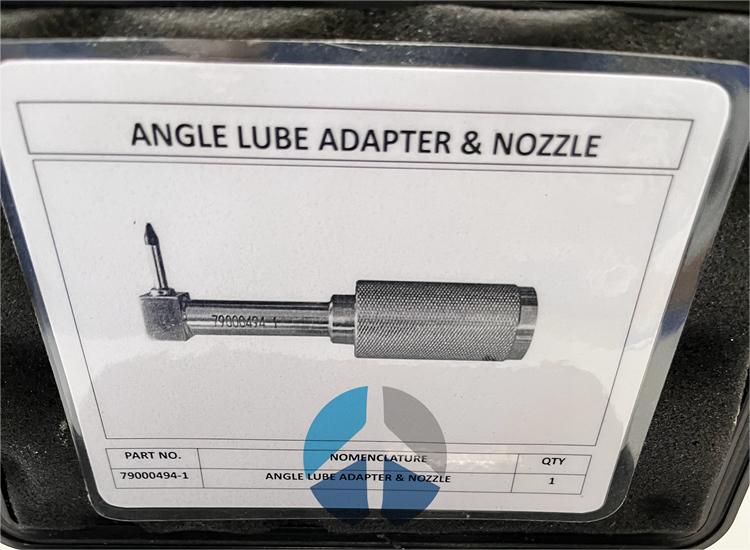 ANGLE LUBE ADAPTER & NOZZLE
79000494-1
PART NO. NOMENCLATURE QTY
79000494-1 ANGLE LUBE ADAPTER & NOZZLE 1